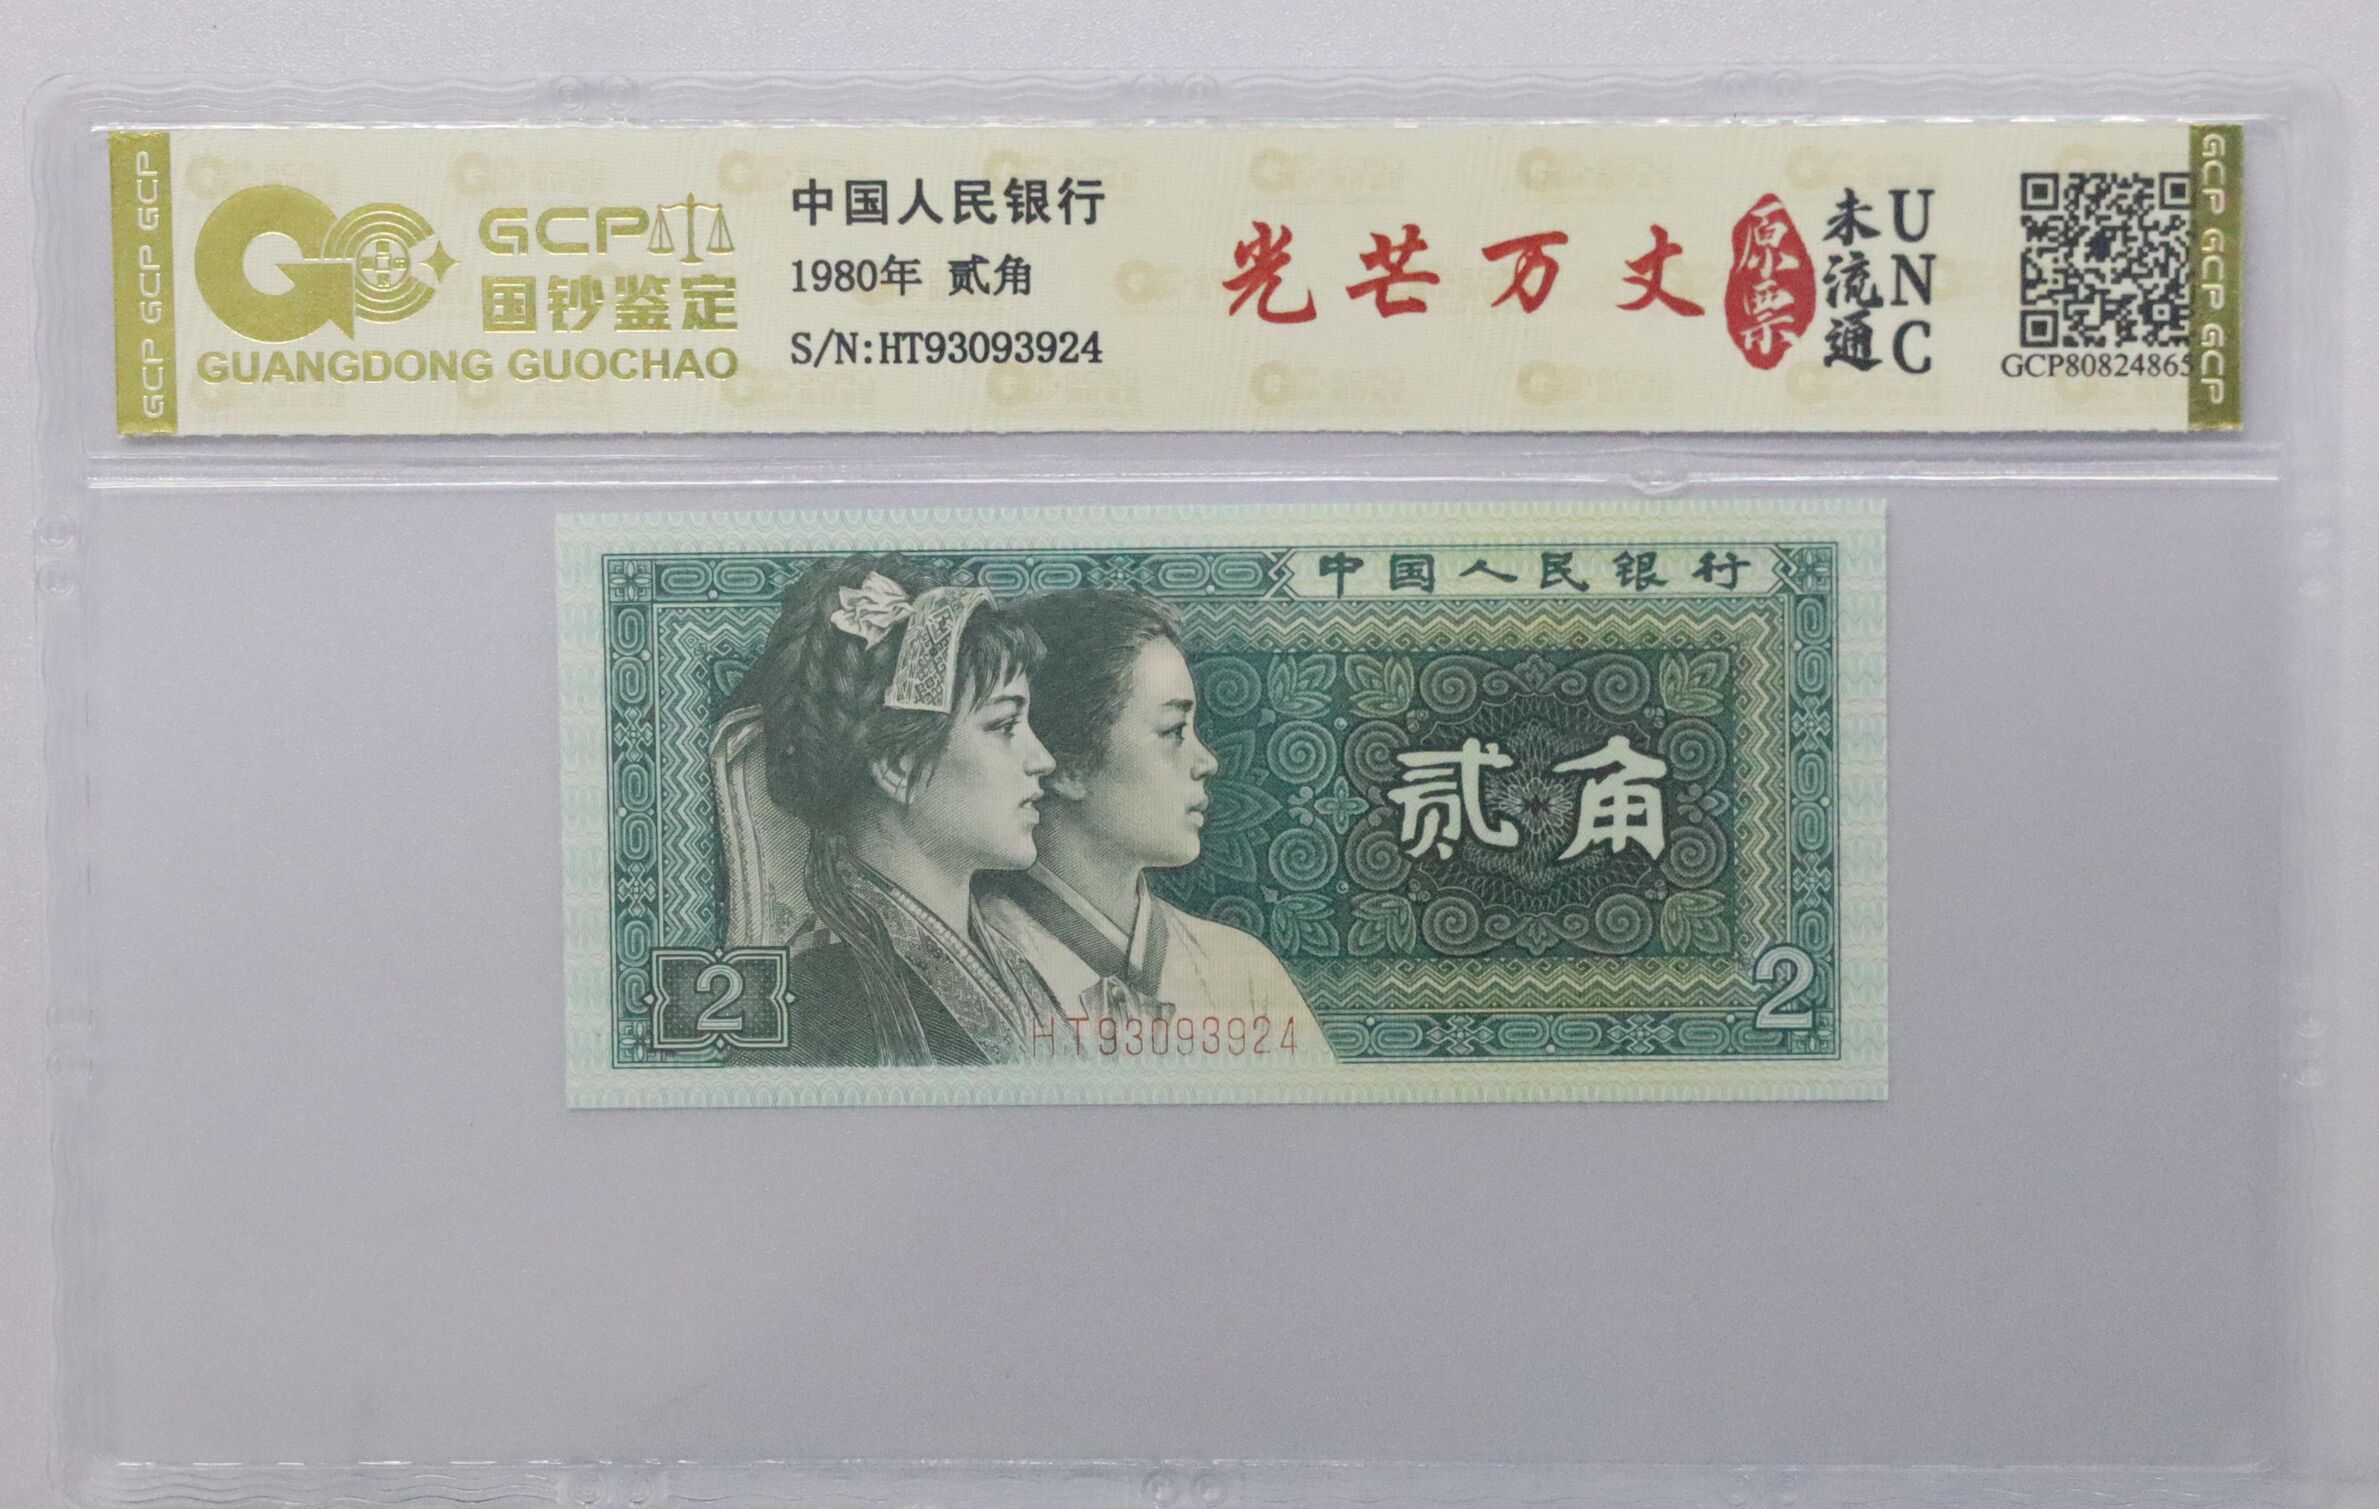 GCP GCP GCP
GCP
国钞鉴定
GUANGDONG GUOCHAO
中国人民银行
1980年 贰角
S/N:HT93093924
光芒万丈
原票
未流通
UNC
GCP80824865
GCP GCP GCP
中国人民银行
贰角
2
2
HT93093924